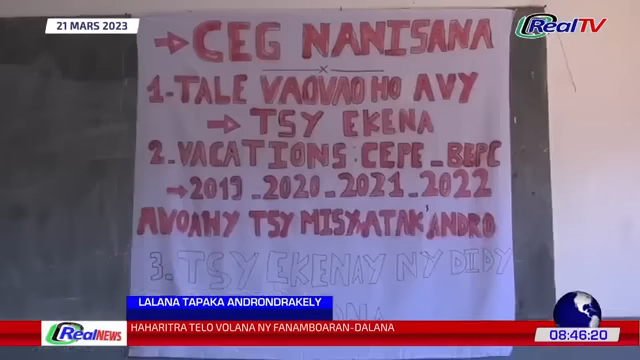 21 MARS 2023
RealTV
→ CEG NANISANA
x
1-TALE VAOVAO HO AVY
→ TSY EKENA
2_VACATIONS: CEPE_BEPC
→2019_2020_2021_2022
AVOAHY TSY MISY ATAK'ANDRO
3. TSY EKENAY NY DIDY
LALANA TAPAKA ANDRONDRAKELY
RealNEWS
HAHARITRA TELO VOLANA NY FANAMBOARAN-DALANA
08:46:20